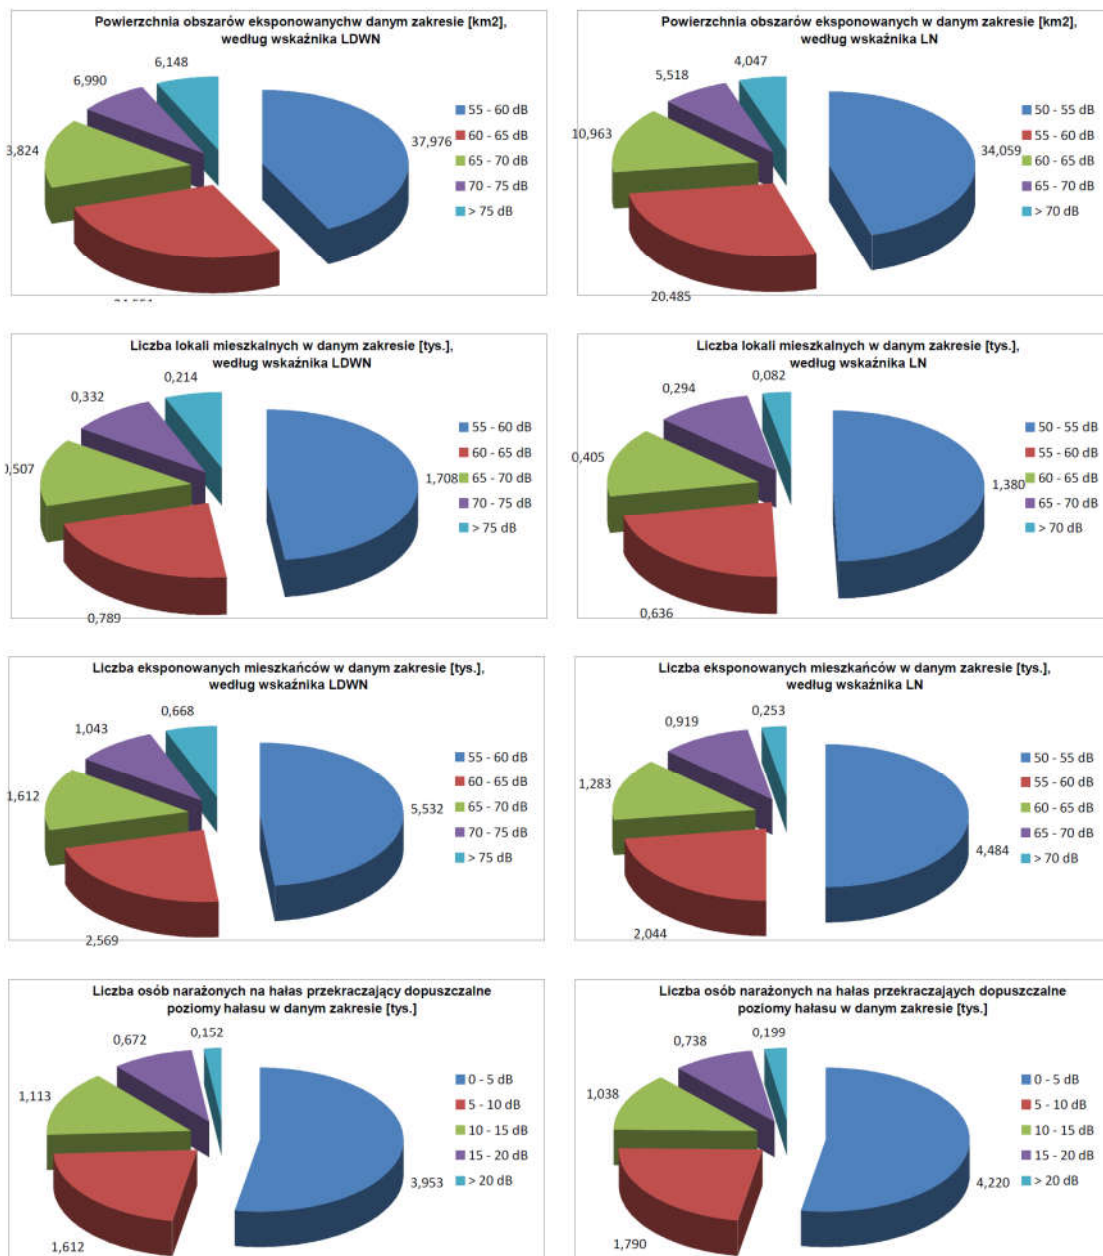 Powierzchnia obszarów eksponowanychw danym zakresie [km2],
według wskaźnika LDWN
6,148
6,990
3,824
37,976
55 - 60 dB
60 - 65 dB
65 - 70 dB
70 - 75 dB
> 75 dB
Powierzchnia obszarów eksponowanych w danym zakresie [km2],
według wskaźnika LN
4,047
5,518
10,963
34,059
20,485
50 - 55 dB
55 - 60 dB
60 - 65 dB
65 - 70 dB
> 70 dB
Liczba lokali mieszkalnych w danym zakresie [tys.],
według wskaźnika LDWN
0,214
0,332
0,507
1,708
0,789
55 - 60 dB
60 - 65 dB
65 - 70 dB
70 - 75 dB
> 75 dB
Liczba lokali mieszkalnych w danym zakresie [tys.],
według wskaźnika LN
0,082
0,294
0,405
1,380
0,636
50 - 55 dB
55 - 60 dB
60 - 65 dB
65 - 70 dB
> 70 dB
Liczba eksponowanych mieszkańców w danym zakresie [tys.],
według wskaźnika LDWN
0,668
1,043
1,612
5,532
2,569
55 - 60 dB
60 - 65 dB
65 - 70 dB
70 - 75 dB
> 75 dB
Liczba eksponowanych mieszkańców w danym zakresie [tys.],
według wskaźnika LN
0,253
0,919
1,283
4,484
2,044
50 - 55 dB
55 - 60 dB
60 - 65 dB
65 - 70 dB
> 70 dB
Liczba osób narażonych na hałas przekraczający dopuszczalne
poziomy hałasu w danym zakresie [tys.]
0,152
0,672
1,113
3,953
1,612
0 - 5 dB
5 - 10 dB
10 - 15 dB
15 - 20 dB
> 20 dB
Liczba osób narażonych na hałas przekraczająych dopuszczalne
poziomy hałasu w danym zakresie [tys.]
0,199
0,738
1,038
4,220
1,790
0 - 5 dB
5 - 10 dB
10 - 15 dB
15 - 20 dB
> 20 dB